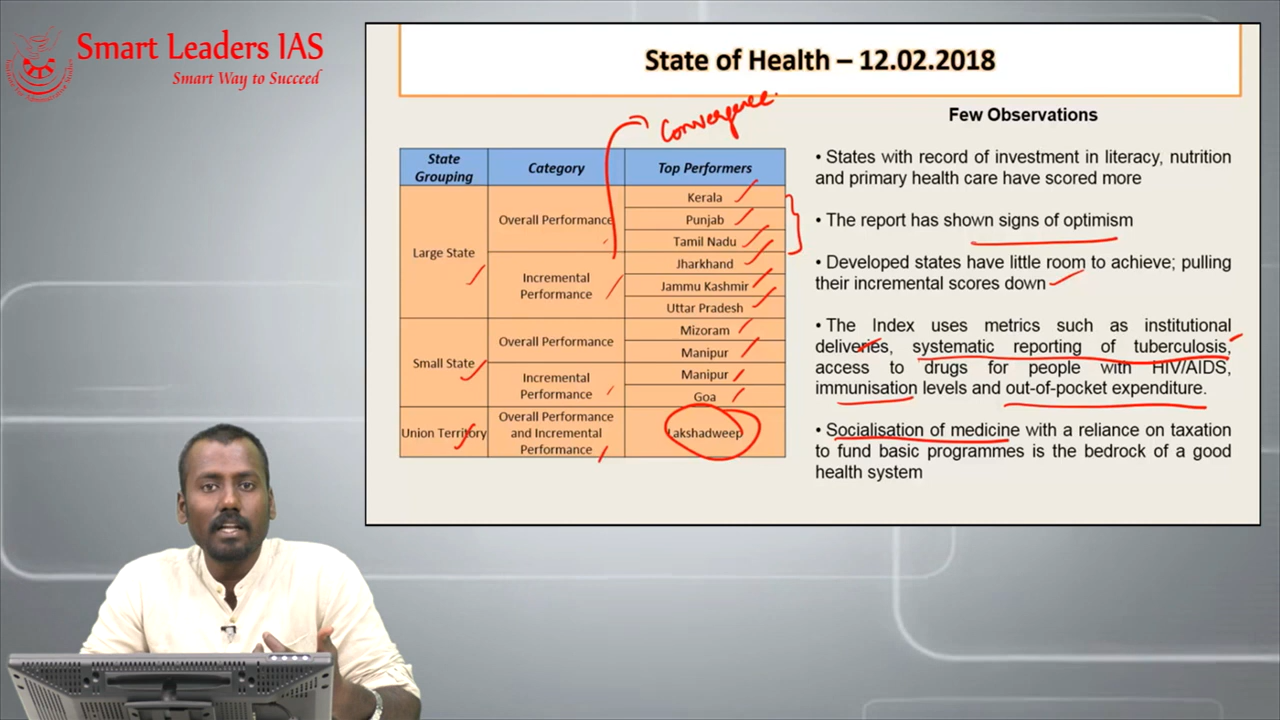 Smart Leaders IAS
Smart Way to Succeed
State of Health – 12.02.2018
Convergence
State Grouping
Category
Top Performers
Large State
Overall Performance
Kerala
Punjab
Tamil Nadu
Incremental Performance
Jharkhand
Jammu Kashmir
Uttar Pradesh
Small State
Overall Performance
Mizoram
Manipur
Incremental Performance
Manipur
Goa
Union Territory
Overall Performance and Incremental Performance
Lakshadweep
Few Observations
• States with record of investment in literacy, nutrition
and primary health care have scored more
• The report has shown signs of optimism
• Developed states have little room to achieve; pulling
their incremental scores down
• The Index uses metrics such as institutional
deliveries, systematic reporting of tuberculosis,
access to drugs for people with HIV/AIDS,
immunisation levels and out-of-pocket expenditure.
• Socialisation of medicine with a reliance on taxation
to fund basic programmes is the bedrock of a good
health system